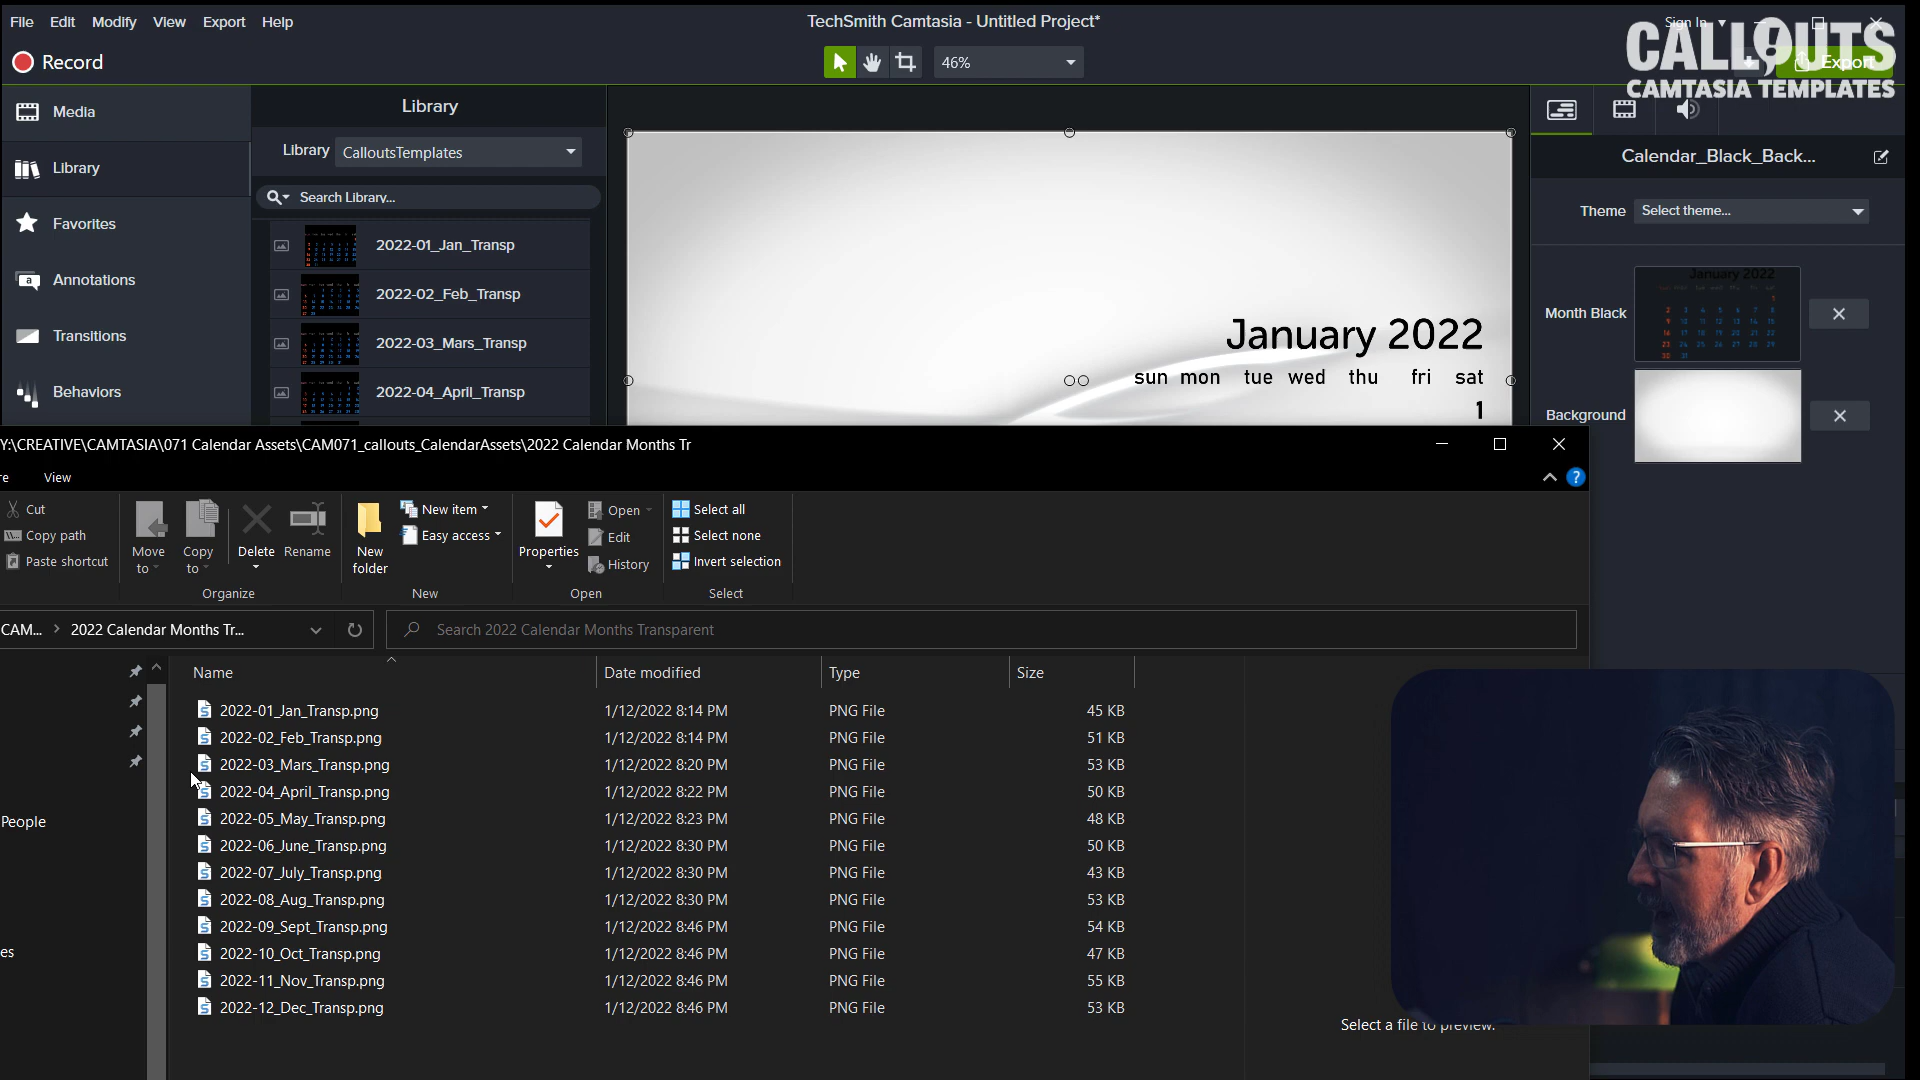 File Edit Modify View Export Help
TechSmith Camtasia - Untitled Project*
Sign In
CALLOUTS
CAMTASIA TEMPLATES
Record
46%
Export
Media
Library
Favorites
Annotations
Transitions
Behaviors
Library
Library CalloutsTemplates
Search Library...
2022-01_Jan_Transp
2022-02_Feb_Transp
2022-03_Mars_Transp
2022-04_April_Transp
January 2022
sun mon tue wed thu fri sat
1
Calendar_Black_Back...
Theme Select theme...
Month Black
January 2022
Background
Y:\CREATIVE\CAMTASIA\071 Calendar Assets\CAM071_callouts_CalendarAssets\2022 Calendar Months Tr
re View
Cut
Copy path
Paste shortcut
Move to
Copy to
Delete
Rename
Organize
New folder
New item
Easy access
New
Properties
Open
Edit
History
Open
Select all
Select none
Invert selection
Select
CAM... > 2022 Calendar Months Tr...
Search 2022 Calendar Months Transparent
Name Date modified Type Size
2022-01_Jan_Transp.png 1/12/2022 8:14 PM PNG File 45 KB
2022-02_Feb_Transp.png 1/12/2022 8:14 PM PNG File 51 KB
2022-03_Mars_Transp.png 1/12/2022 8:20 PM PNG File 53 KB
2022-04_April_Transp.png 1/12/2022 8:22 PM PNG File 50 KB
2022-05_May_Transp.png 1/12/2022 8:23 PM PNG File 48 KB
2022-06_June_Transp.png 1/12/2022 8:30 PM PNG File 50 KB
2022-07_July_Transp.png 1/12/2022 8:30 PM PNG File 43 KB
2022-08_Aug_Transp.png 1/12/2022 8:30 PM PNG File 53 KB
2022-09_Sept_Transp.png 1/12/2022 8:46 PM PNG File 54 KB
2022-10_Oct_Transp.png 1/12/2022 8:46 PM PNG File 47 KB
2022-11_Nov_Transp.png 1/12/2022 8:46 PM PNG File 55 KB
2022-12_Dec_Transp.png 1/12/2022 8:46 PM PNG File 53 KB
People
es
Select a file to preview.